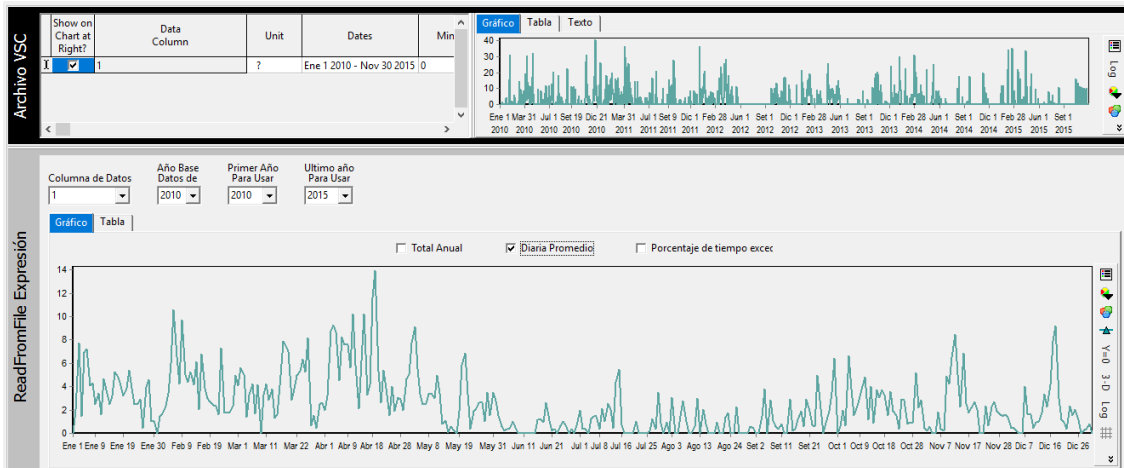 Archivo VSC
Show on Chart at Right?
Data Column
Unit
Dates
Min
1
?
Ene 1 2010 - Nov 30 2015
0
Gráfico
Tabla
Texto
40
30
20
10
0
Ene 1 Mar 31 Jul 1 Set 19 Dic 21 Mar 31 Jul 1 Set 9 Dic 1 Feb 28 Jun 1 Set 1 Dic 1 Feb 28 Jun 1 Set 1 Dic 1 Feb 28 Jun 1 Set 1 Dic 1 Feb 28 Jun 1 Set 1
2010 2010 2010 2010 2010 2011 2011 2011 2011 2012 2012 2012 2012 2013 2013 2013 2013 2014 2014 2014 2014 2015 2015 2015
Log
ReadFromFile Expresión
Columna de Datos
1
Año Base Datos de
2010
Primer Año Para Usar
2010
Ultimo año Para Usar
2015
Gráfico
Tabla
Total Anual
Diaria Promedio
Porcentaje de tiempo exced
14
12
10
8
6
4
2
0
Ene 1 Ene 9 Ene 19 Ene 30 Feb 9 Feb 19 Mar 1 Mar 11 Mar 22 Abr 1 Abr 9 Abr 18 Abr 28 May 8 May 19 May 31 Jun 11 Jun 21 Jul 1 Jul 8 Jul 16 Jul 25 Ago 3 Ago 13 Ago 24 Set 2 Set 11 Set 21 Oct 1 Oct 9 Oct 18 Oct 28 Nov 7 Nov 17 Nov 28 Dic 7 Dic 16 Dic 26
Y=0
3-D
Log